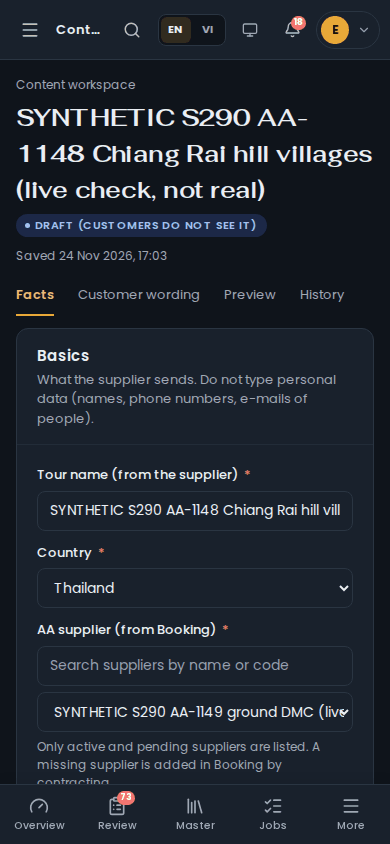 Cont...
EN
VI
18
E
Content workspace
SYNTHETIC S290 AA-
1148 Chiang Rai hill villages
(live check, not real)
DRAFT (CUSTOMERS DO NOT SEE IT)
Saved 24 Nov 2026, 17:03
Facts
Customer wording
Preview
History
Basics
What the supplier sends. Do not type personal
data (names, phone numbers, e-mails of
people).
Tour name (from the supplier) *
SYNTHETIC S290 AA-1148 Chiang Rai hill vill
Country *
Thailand
AA supplier (from Booking) *
Search suppliers by name or code
SYNTHETIC S290 AA-1149 ground DMC (live
Only active and pending suppliers are listed. A
missing supplier is added in Booking by
contracting.
73
Overview
Review
Master
Jobs
More